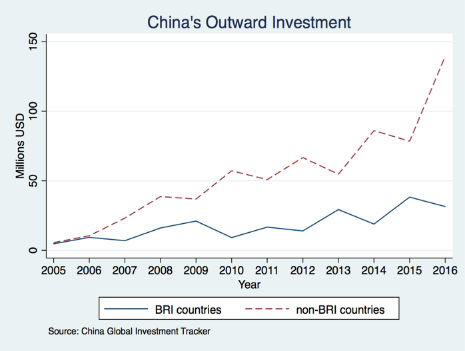 China's Outward Investment
Millions USD
150
100
50
0
2005 2006 2007 2008 2009 2010 2011 2012 2013 2014 2015 2016
Year
BRI countries non-BRI countries
Source: China Global Investment Tracker